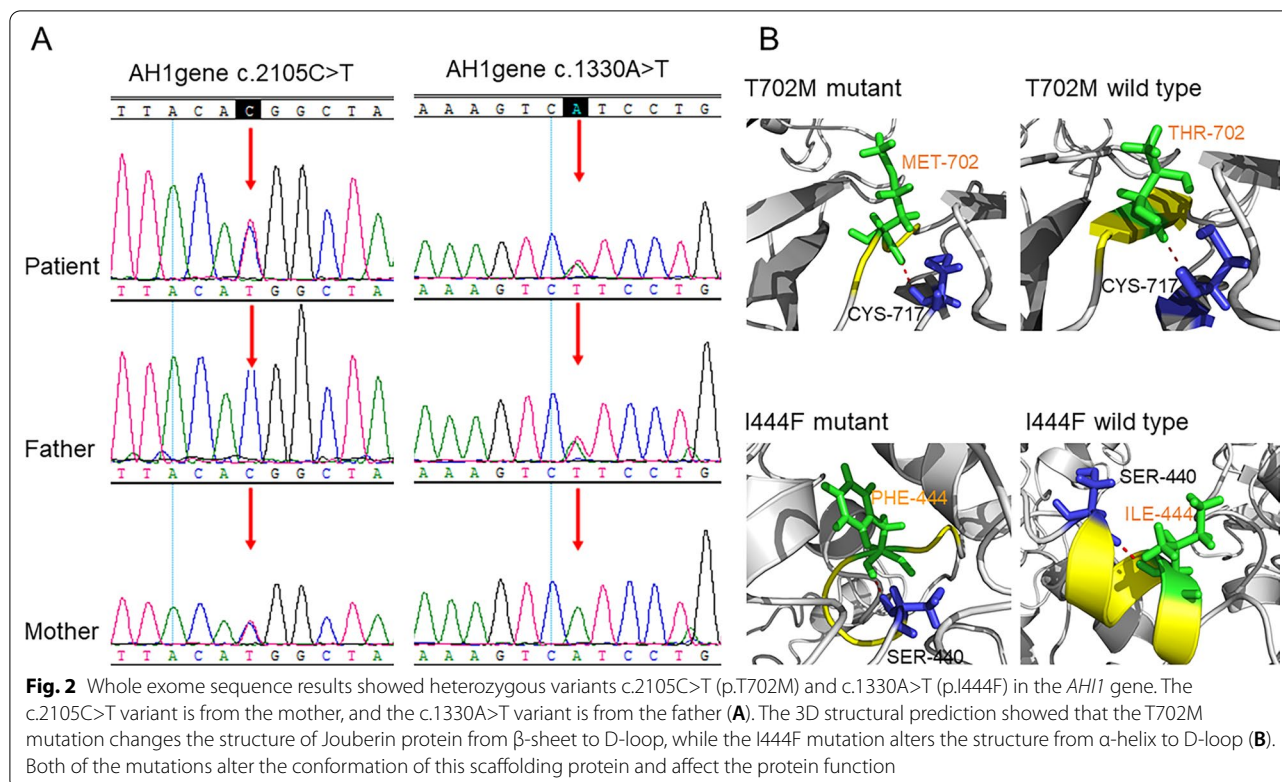 A
AH1gene c.2105C>T
AH1gene c.1330A>T
T T A C A C G G C T A
A A A G T C A T C C T G
Patient
T T A C A T G G C T A
A A A G T C T T C C T G
Father
T T A C A C G G C T A
A A A G T C T T C C T G
Mother
T T A C A T G G C T A
A A A G T C A T C C T G
B
T702M mutant
T702M wild type
MET-702
CYS-717
THR-702
CYS-717
I444F mutant
I444F wild type
PHE-444
SER-440
SER-440
ILE-444
Fig. 2 Whole exome sequence results showed heterozygous variants c.2105C>T (p.T702M) and c.1330A>T (p.I444F) in the AHI1 gene. The
c.2105C>T variant is from the mother, and the c.1330A>T variant is from the father (A). The 3D structural prediction showed that the T702M
mutation changes the structure of Jouberin protein from β-sheet to D-loop, while the I444F mutation alters the structure from α-helix to D-loop (B).
Both of the mutations alter the conformation of this scaffolding protein and affect the protein function